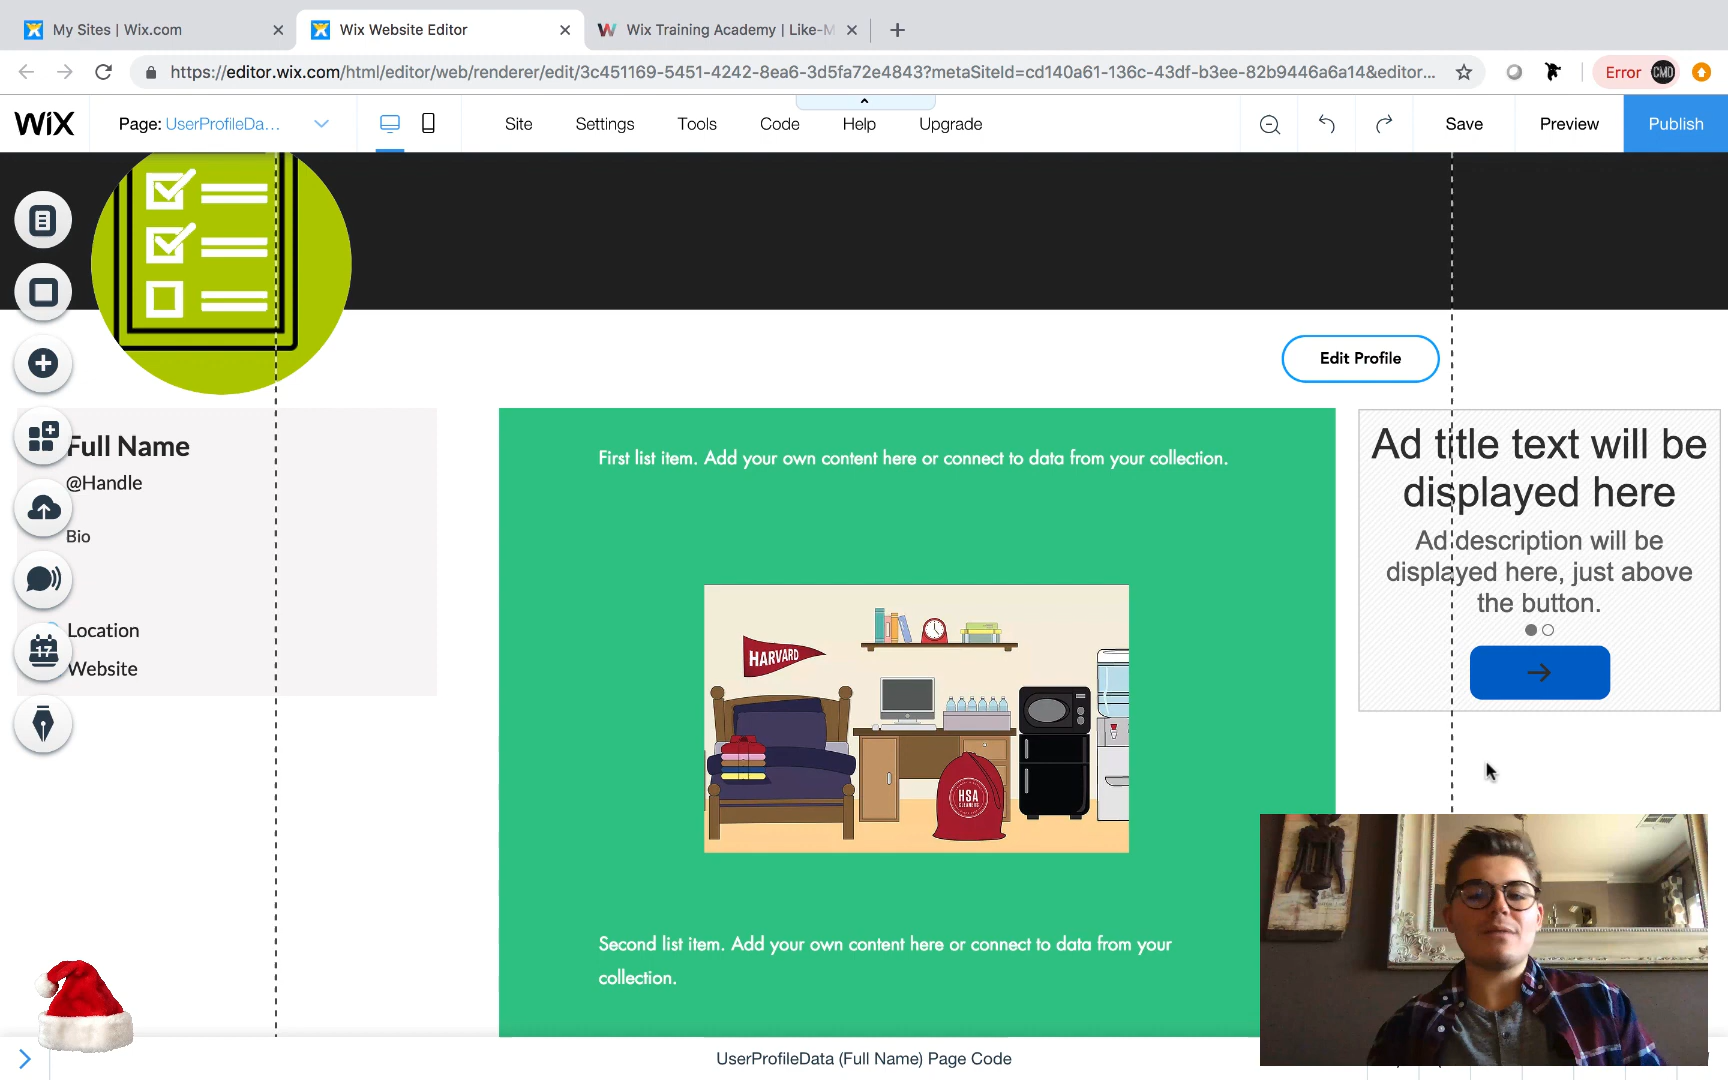 My Sites | Wix.com
Wix Website Editor
Wix Training Academy | Like-M
https://editor.wix.com/html/editor/web/renderer/edit/3c451169-5451-4242-8ea6-3d5fa72e4843?metaSiteId=cd140a61-136c-43df-b3ee-82b9446a6a14&editor...
Error
CMD
WiX
Page: UserProfileDa...
Site
Settings
Tools
Code
Help
Upgrade
Save
Preview
Publish
Edit Profile
Full Name
@Handle
Bio
Location
Website
17
First list item. Add your own content here or connect to data from your collection.
HARVARD
HSA
CLEANERS
Second list item. Add your own content here or connect to data from your
collection.
Ad title text will be
displayed here
Ad description will be
displayed here, just above
the button.
UserProfileData (Full Name) Page Code